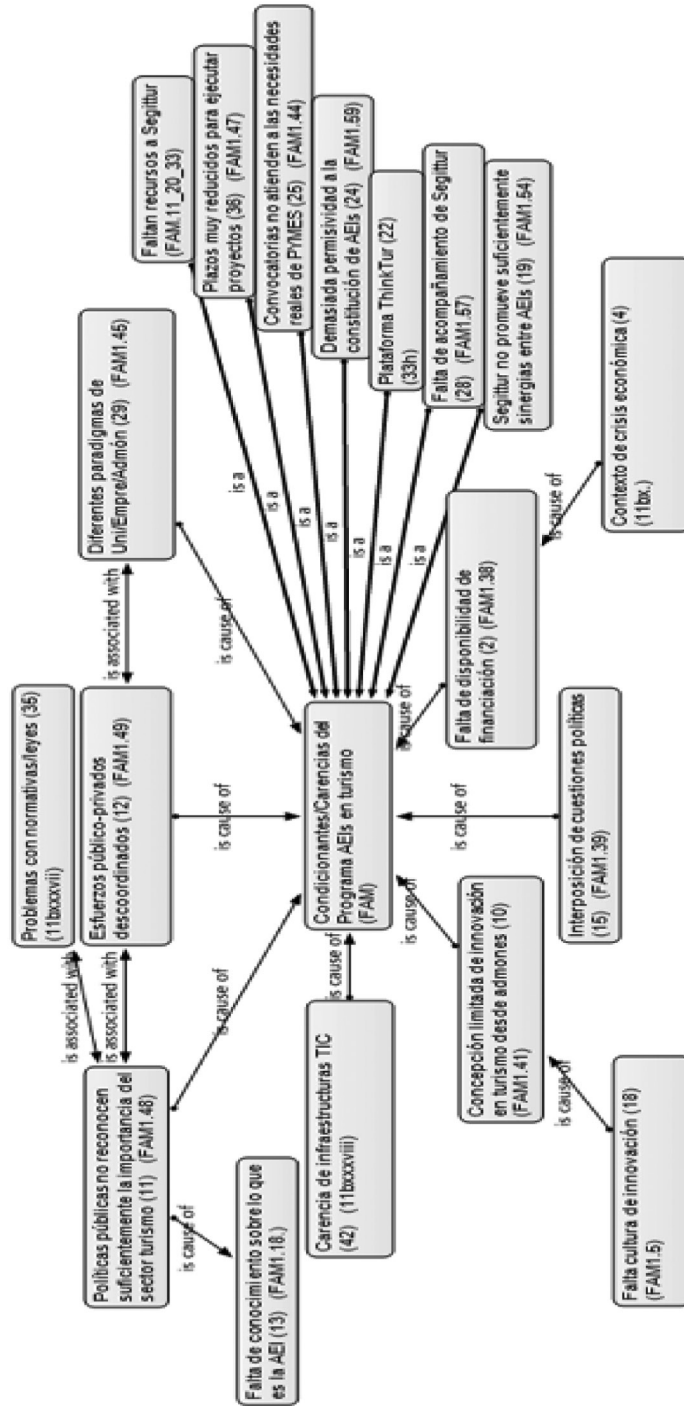 Problemas con normativas/leyes (35)
(11bxxxvii)
Políticas públicas no reconocen
suficientemente la importancia del
sector turismo (11) (FAM1.48)
is associated with
is associated with
Esfuerzos público-privados
descoordinados (12) (FAM1.49)
is associated with
Diferentes paradigmas de
Uni/Empre/Admón (29) (FAM1.45)
is cause of
Falta de conocimiento sobre lo que
es la AEI (13) (FAM1.18.)
is cause of
is cause of
is cause of
Faltan recursos a Segittur
(FAM.11_20_33)
Plazos muy reducidos para ejecutar
proyectos (36) (FAM1.47)
Convocatorias no atienden a las necesidades
reales de PYMES (25) (FAM1.44)
Demasiada permisividad a la
constitución de AEIs (24) (FAM1.59)
Plataforma ThinkTur (22)
(33h)
Falta de acompañamiento de Segittur
(28) (FAM1.57)
Segittur no promueve suficientemente
sinergias entre AEIs (19) (FAM1.54)
is a
is a
is a
is a
is a
is a
Carencia de infraestructuras TIC
(42) (11bxxxviii)
is cause of
Condicionantes/Carencias del
Programa AEIs en turismo
(FAM)
is cause of
is cause of
is cause of
Concepción limitada de innovación
en turismo desde admones (10)
(FAM1.41)
Falta de disponibilidad de
financiación (2) (FAM1.38)
is cause of
is cause of
Falta cultura de innovación (18)
(FAM1.5)
Interposición de cuestiones políticas
(15) (FAM1.39)
Contexto de crisis económica (4)
(11bx.)